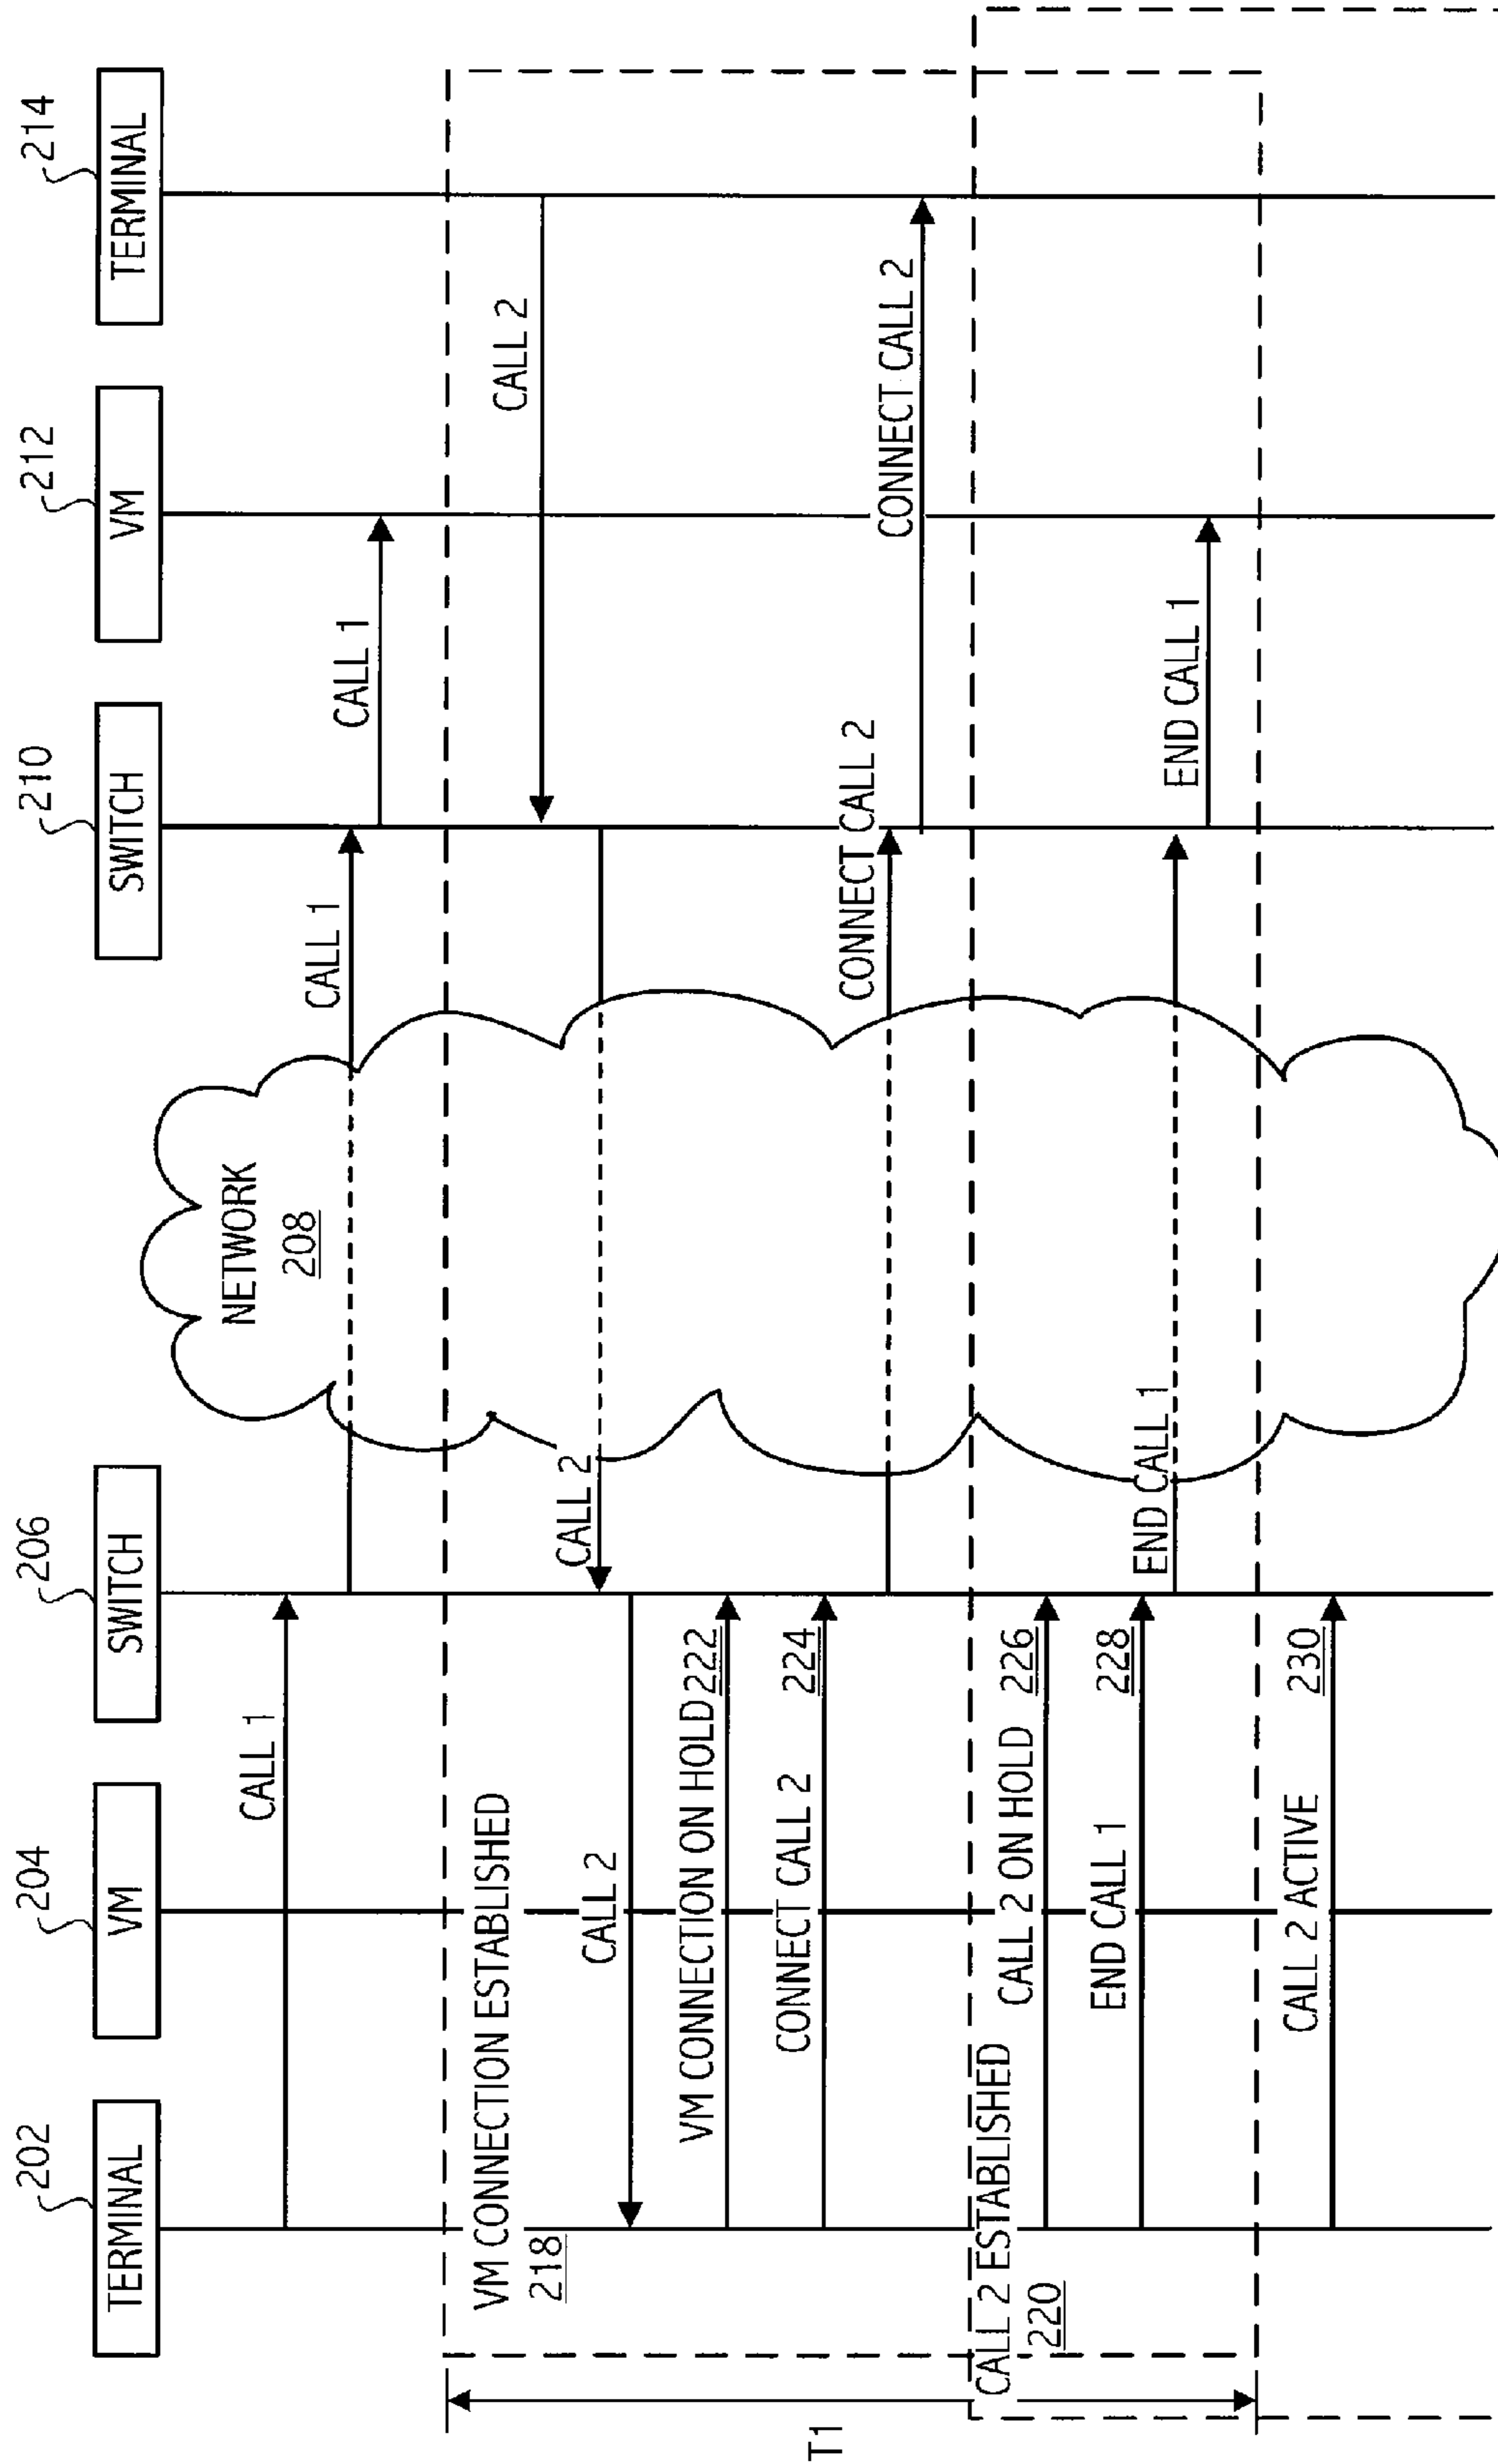 202
TERMINAL
204
VM
206
SWITCH
NETWORK
208
210
SWITCH
212
VM
214
TERMINAL
CALL 1
CALL 1
CALL 1
VM CONNECTION ESTABLISHED
218
CALL 2
CALL 2
CALL 2
VM CONNECTION ON HOLD 222
CONNECT CALL 2 224
CONNECT CALL 2
CONNECT CALL 2
T1
CALL 2 ESTABLISHED
220
CALL 2 ON HOLD 226
END CALL 1 228
END CALL 1
END CALL 1
CALL 2 ACTIVE 230